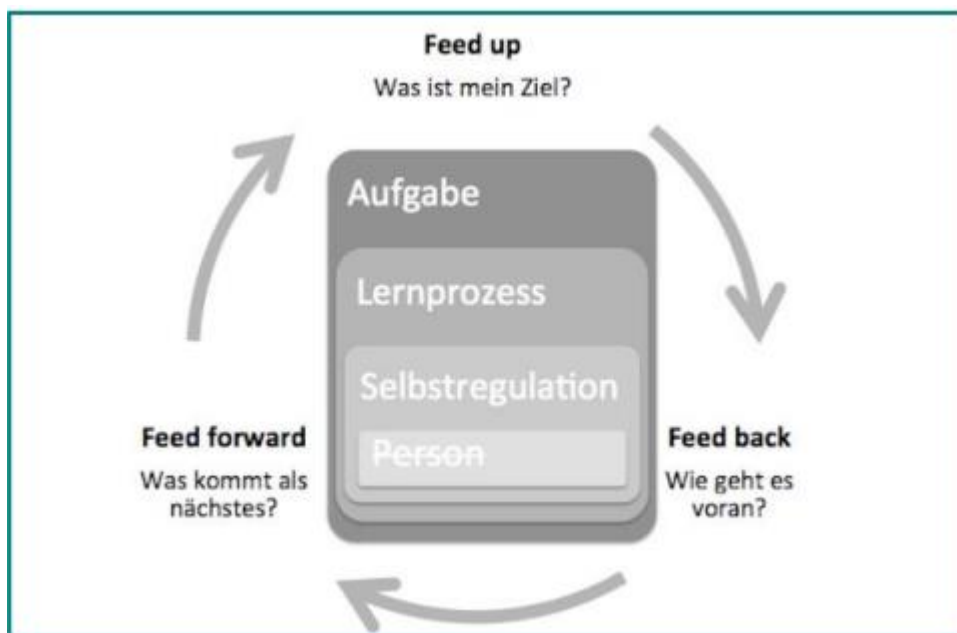 Feed up
Was ist mein Ziel?
Aufgabe
Lernprozess
Selbstregulation
Person
Feed forward
Was kommt als
nächstes?
Feed back
Wie geht es
voran?